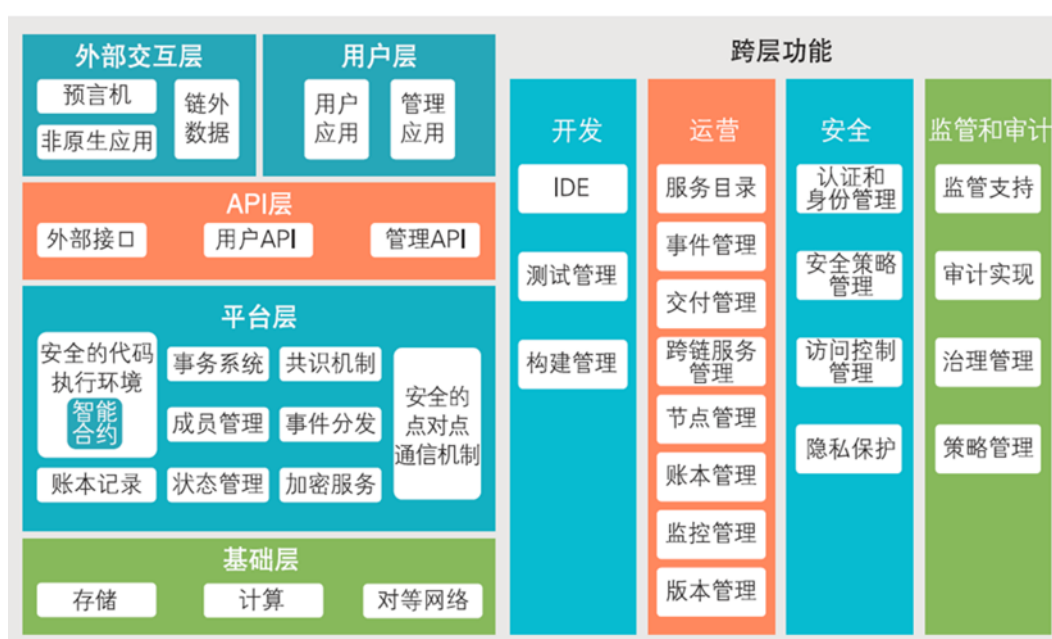 外部交互层
预言机
非原生应用
链外
数据
用户层
用户
应用
管理
应用
API层
外部接口
用户API
管理API
平台层
安全的代码
执行环境
智能
合约
事务系统
共识机制
成员管理
事件分发
账本记录
状态管理
加密服务
安全的
点对点
通信机制
基础层
存储
计算
对等网络
跨层功能
开发
IDE
测试管理
构建管理
运营
服务目录
事件管理
交付管理
跨链服务
管理
节点管理
账本管理
监控管理
版本管理
安全
认证和
身份管理
安全策略
管理
访问控制
管理
隐私保护
监管和审计
监管支持
审计实现
治理管理
策略管理